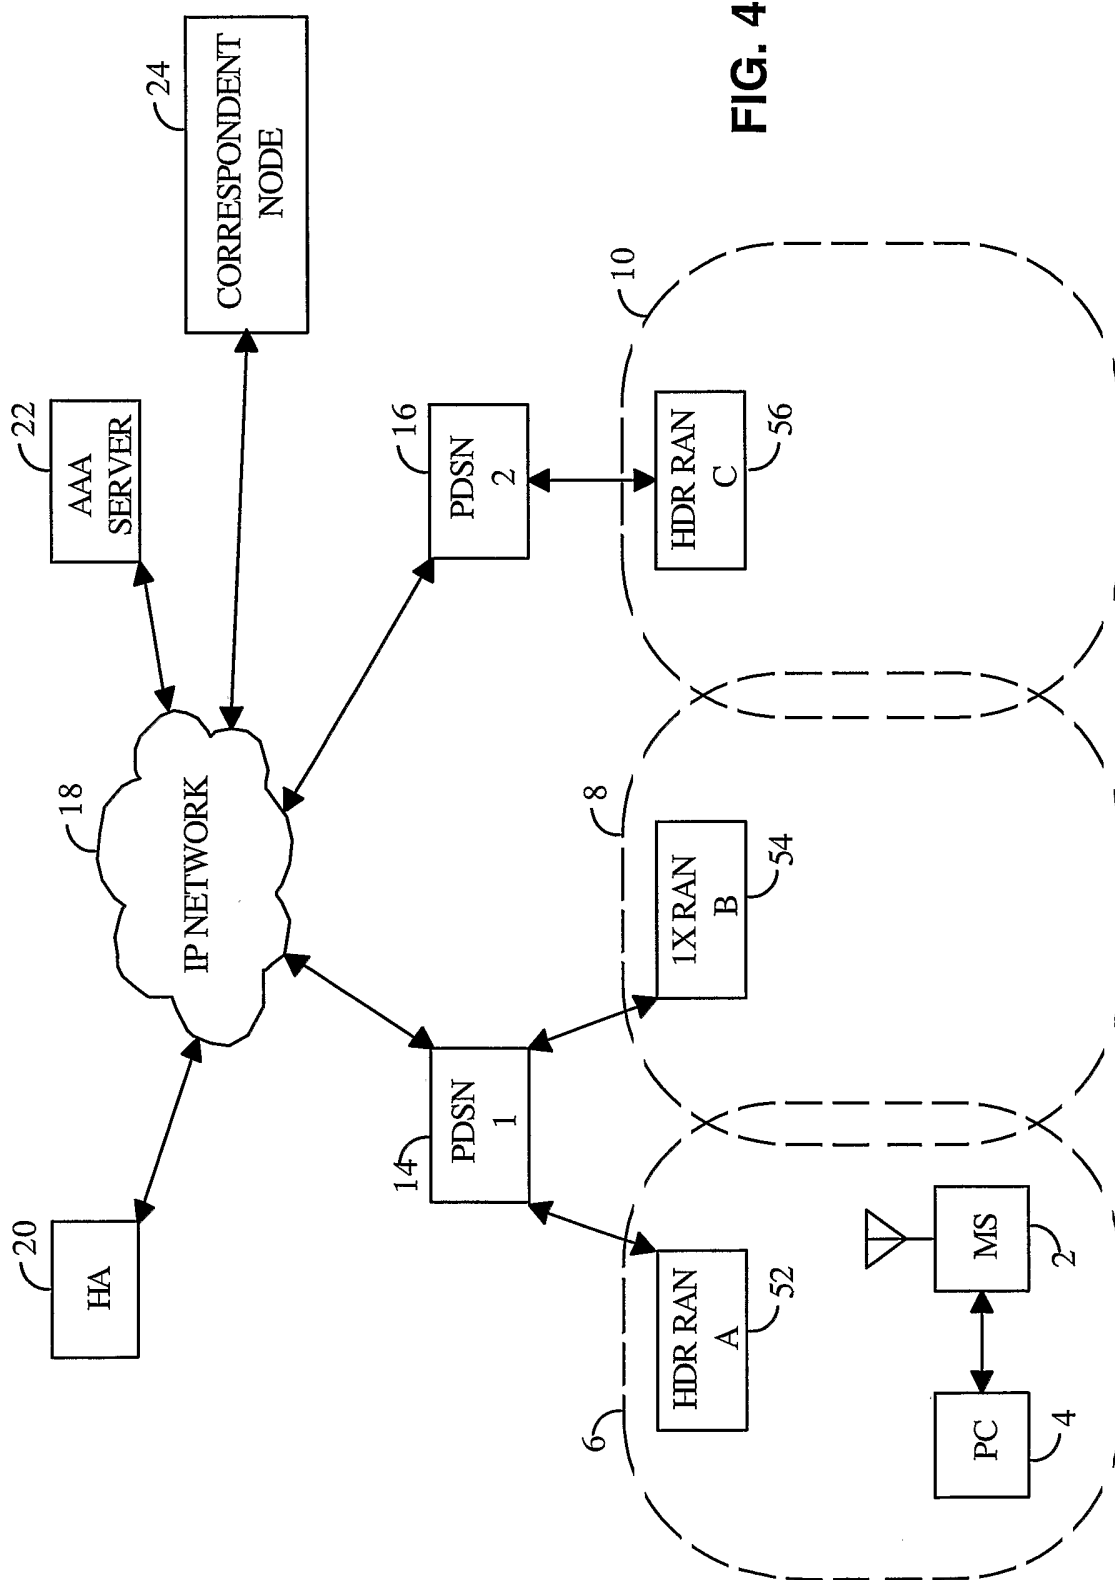 20
HA
18
IP NETWORK
22
AAA
SERVER
24
CORRESPONDENT
NODE
14
PDSN
1
16
PDSN
2
6
HDR RAN
A
52
8
1X RAN
B
54
10
HDR RAN
C
56
PC
4
MS
2
FIG. 4